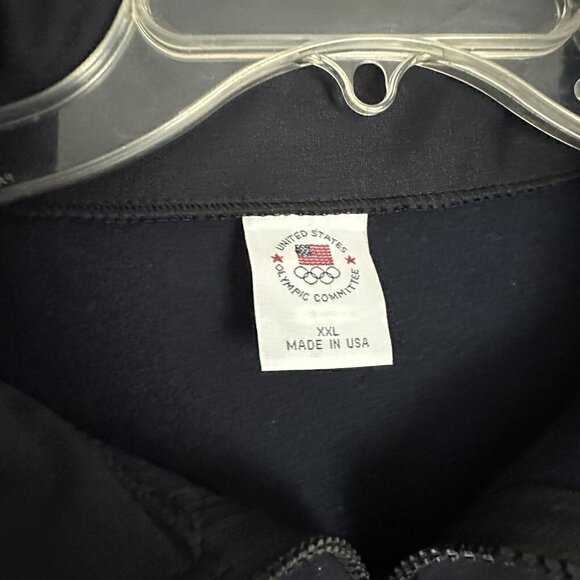 UNITED STATES
OLYMPIC COMMITTEE
XXL
MADE IN USA